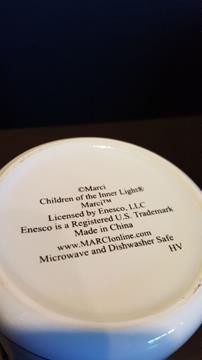 ©Marci
Children of the Inner Light®
Marci™
Licensed by Enesco, LLC
Enesco is a Registered U.S. Trademark
Made in China
www.MARCIonline.com
Microwave and Dishwasher Safe
HV